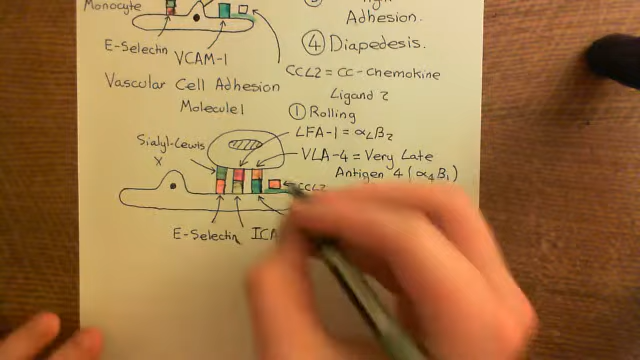 Monocyte
Adhesion.
E-Selectin VCAM-1
④ Diapedesis.
CCL2 = CC-chemokine
Ligand 2
Vascular Cell Adhesion
Molecule 1
① Rolling
LFA-1 = αLβ2
Sialyl-Lewis
X
VLA-4 = Very Late
Antigen 4 (α4β1)
CCL2
E-Selectin